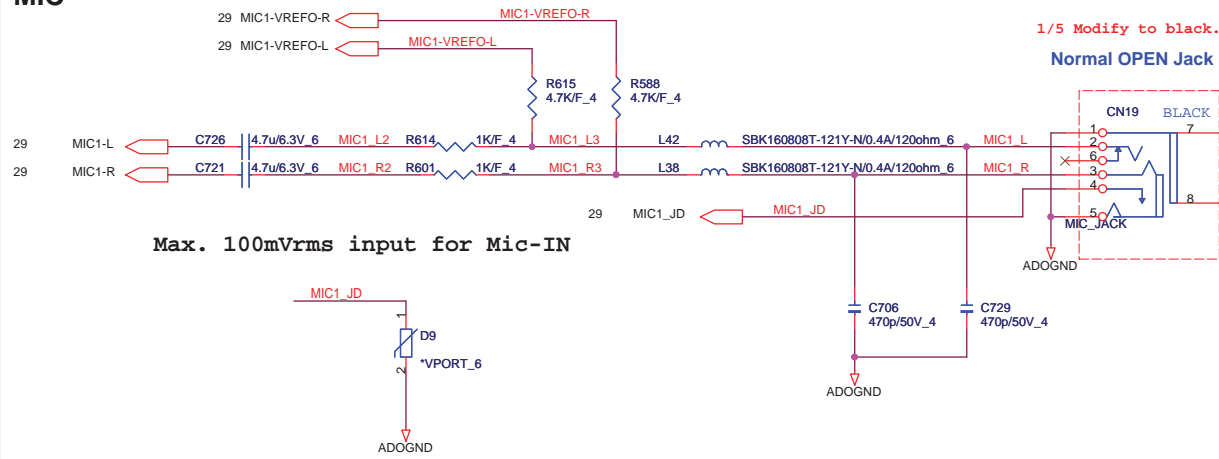 MIC
29 MIC1-VREFO-R MIC1-VREFO-R
29 MIC1-VREFO-L MIC1-VREFO-L
1/5 Modify to black.
Normal OPEN Jack
R615
4.7K/F_4
R588
4.7K/F_4
CN19 BLACK
29 MIC1-L C726 4.7u/6.3V_6 MIC1_L2 R614 1K/F_4 MIC1_L3 L42 SBK160808T-121Y-N/0.4A/120ohm_6 MIC1_L
29 MIC1-R C721 4.7u/6.3V_6 MIC1_R2 R601 1K/F_4 MIC1_R3 L38 SBK160808T-121Y-N/0.4A/120ohm_6 MIC1_R
1
2
6
3
4
5
7
8
29 MIC1_JD MIC1_JD
MIC_JACK
ADOGND
Max. 100mVrms input for Mic-IN
MIC1_JD
1
D9
*VPORT_6
2
ADOGND
C706
470p/50V_4
C729
470p/50V_4
ADOGND